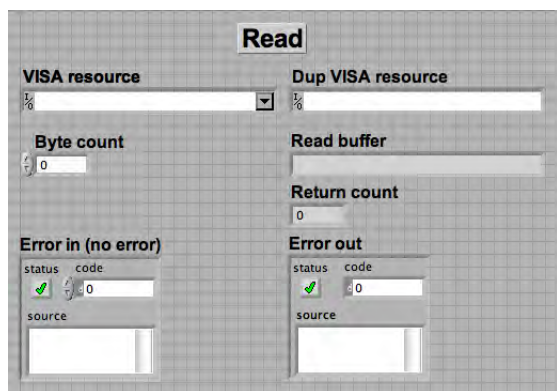 Read
VISA resource
Dup VISA resource
I/O
I/O
Byte count
0
Read buffer
Return count
0
Error in (no error)
Error out
status code
0
status code
0
source
source